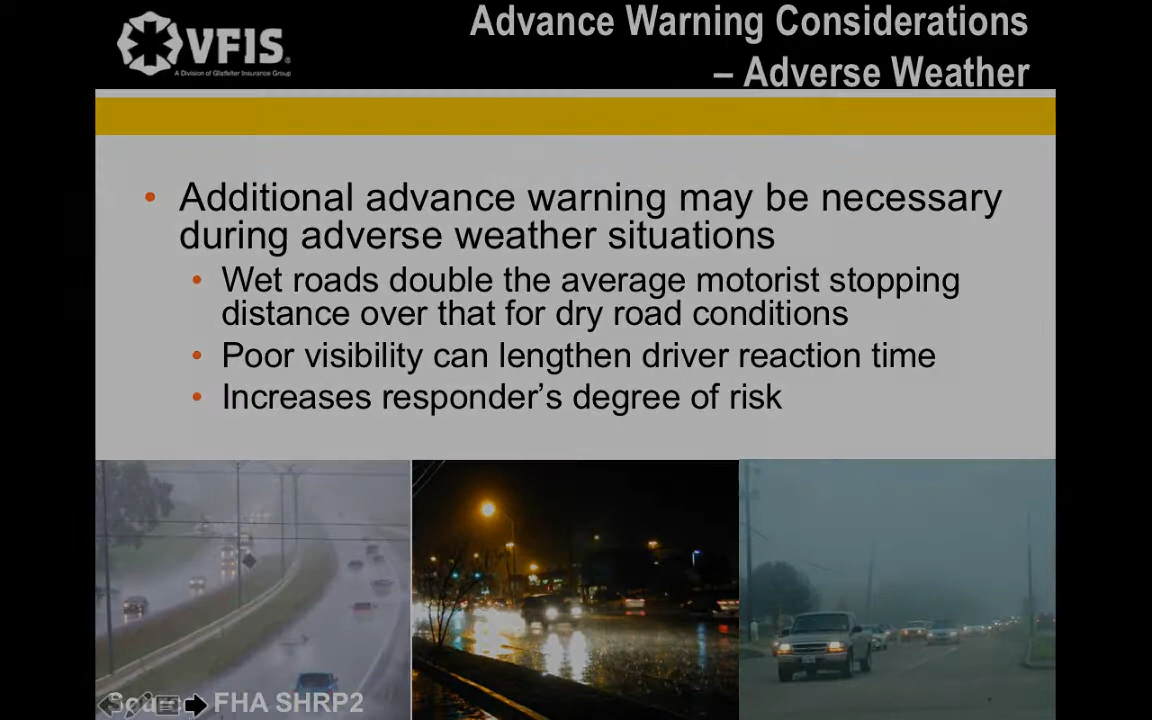 VFIS®
A Division of Glatfelter Insurance Group
Advance Warning Considerations
– Adverse Weather
• Additional advance warning may be necessary
during adverse weather situations
• Wet roads double the average motorist stopping
distance over that for dry road conditions
• Poor visibility can lengthen driver reaction time
• Increases responder’s degree of risk
Source: FHA SHRP2